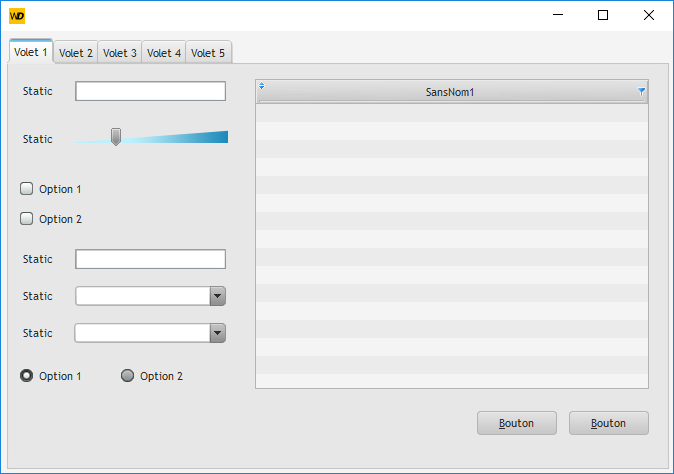 WD
Volet 1 Volet 2 Volet 3 Volet 4 Volet 5
Static
SansNom1
Static
Option 1
Option 2
Static
Static
Static
Option 1 Option 2
Bouton Bouton